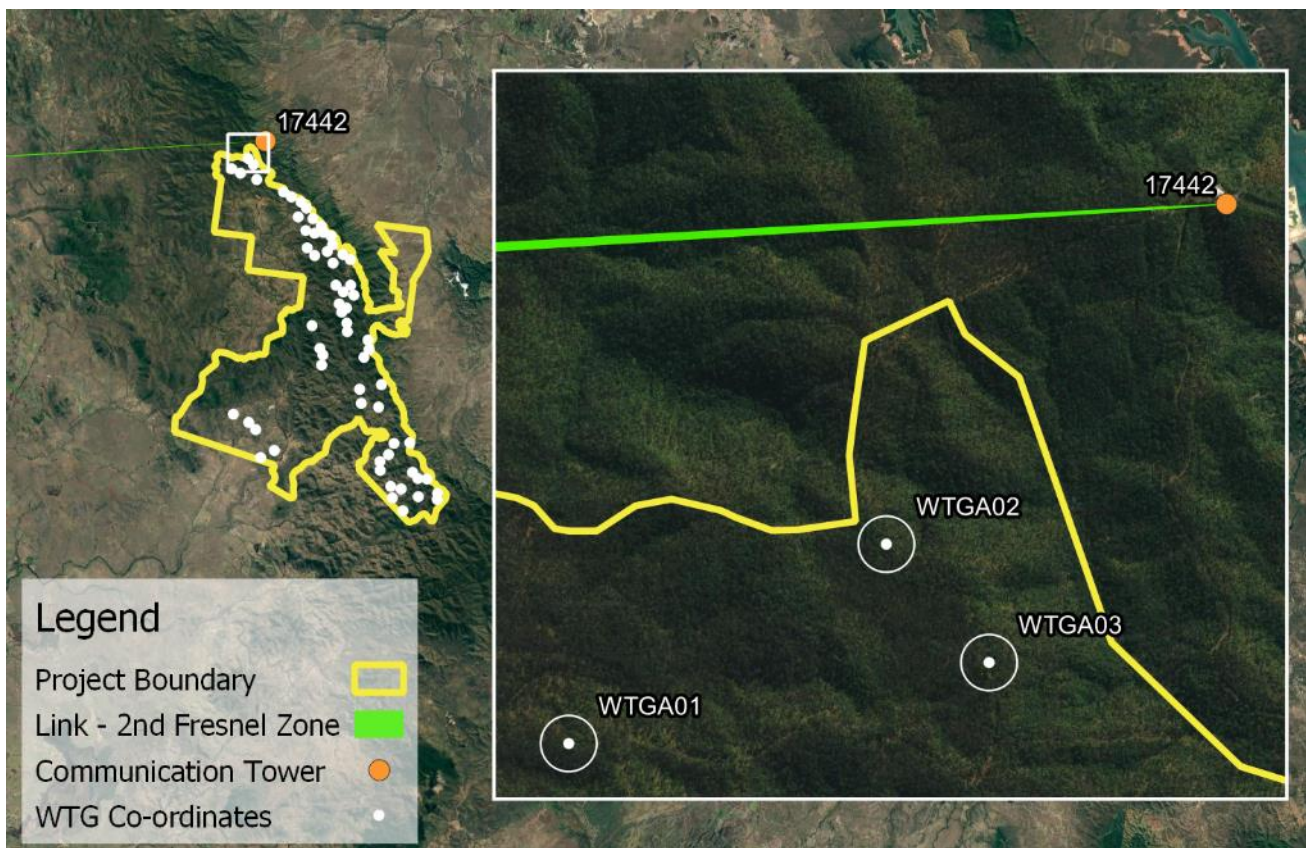 17442
17442
WTGA02
WTGA03
WTGA01
Legend
Project Boundary
Link - 2nd Fresnel Zone
Communication Tower
WTG Co-ordinates